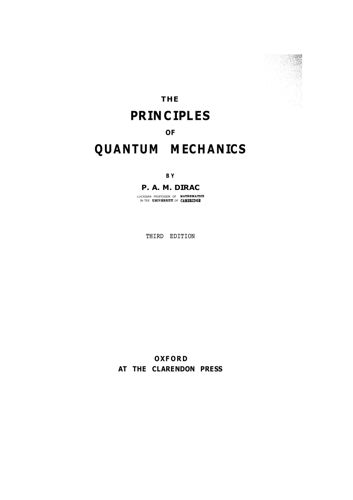 THE
PRINCIPLES
OF
QUANTUM MECHANICS
BY
P. A. M. DIRAC
LUCASIAN PROFESSOR OF MATHEMATICS
IN THE UNIVERSITY OF CAMBRIDGE
THIRD EDITION
OXFORD
AT THE CLARENDON PRESS